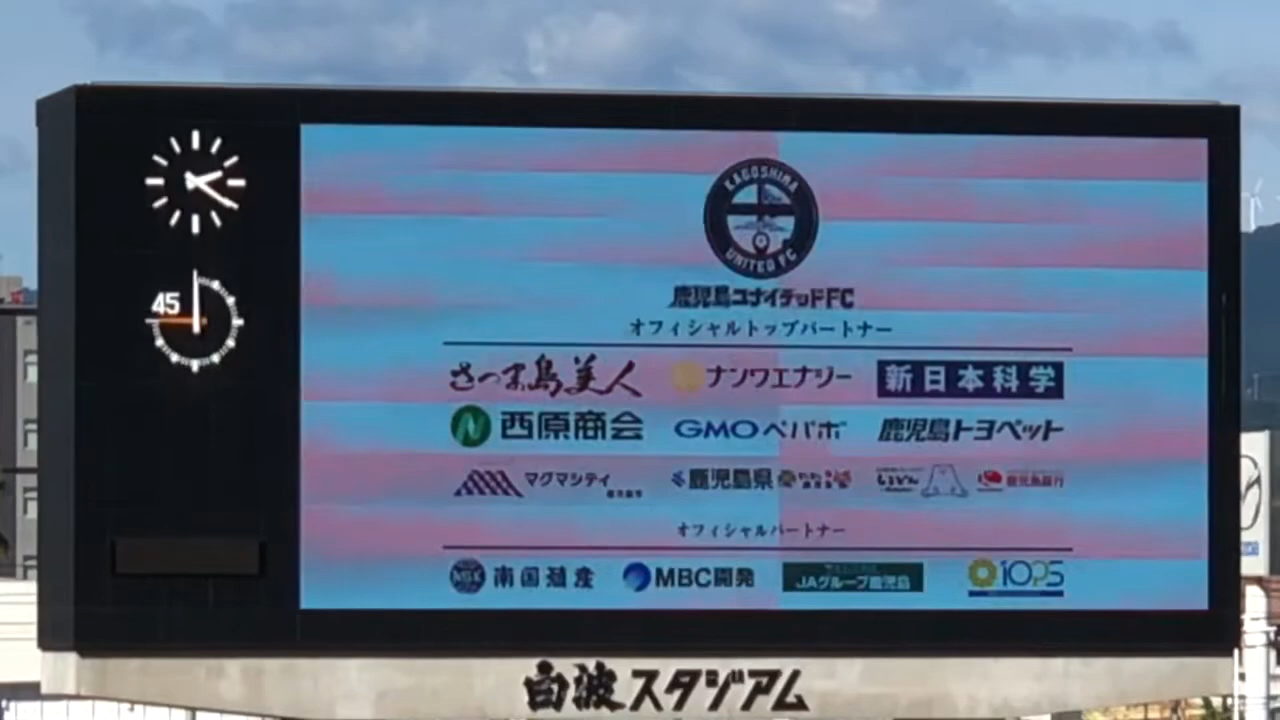 45
KAGOSHIMA
UNITED FC
鹿児島ユナイテッドFC
オフィシャルトップパートナー
さつま島美人 ナンワエナジー 新日本科学
N 西原商会 GMOペパボ 鹿児島トヨペット
マグマシティ 鹿児島県 鹿児島銀行
オフィシャルパートナー
南国殖産 MBC開発 JAグループ鹿児島
白波スタジアム